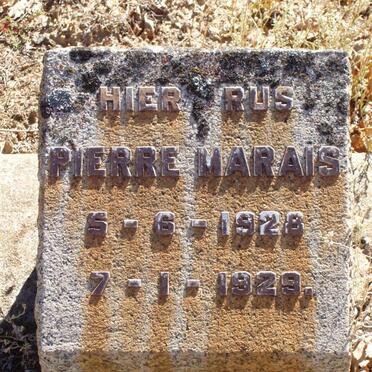 HIER RUS
PIERRE MARAIS
5 - 6 - 1928
7 - 1 - 1929.